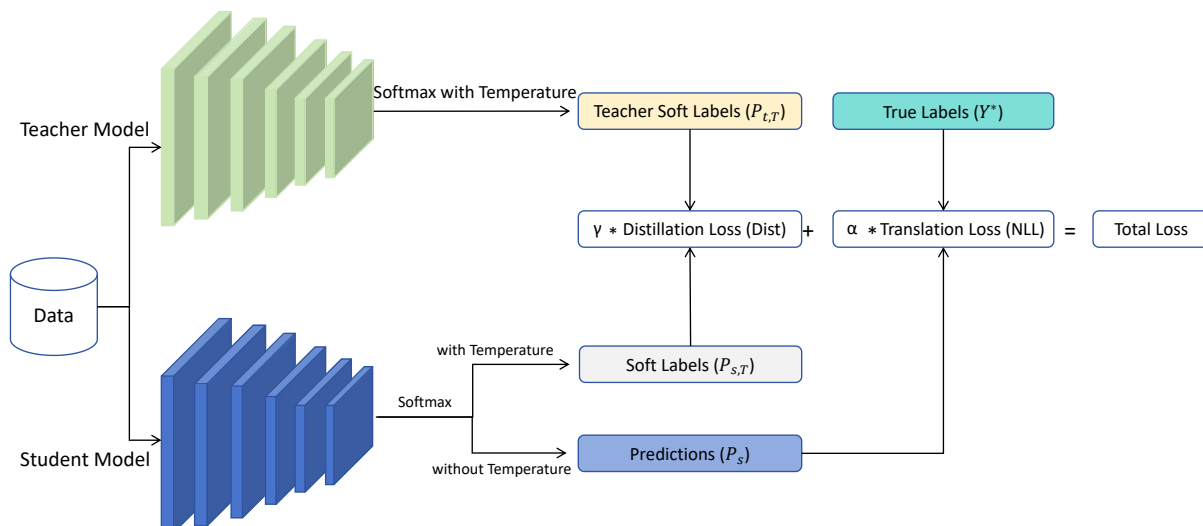 Softmax with Temperature
Teacher Soft Labels (P_{t,T})
True Labels (Y*)
Teacher Model
γ * Distillation Loss (Dist) + α * Translation Loss (NLL) = Total Loss
Data
with Temperature
Soft Labels (P_{s,T})
Softmax
Student Model
without Temperature
Predictions (P_s)